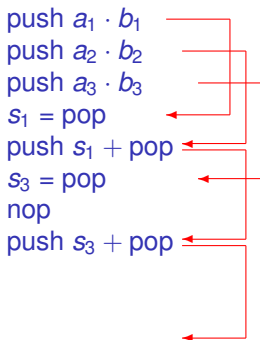 push a₁ · b₁
push a₂ · b₂
push a₃ · b₃
s₁ = pop
push s₁ + pop
s₃ = pop
nop
push s₃ + pop